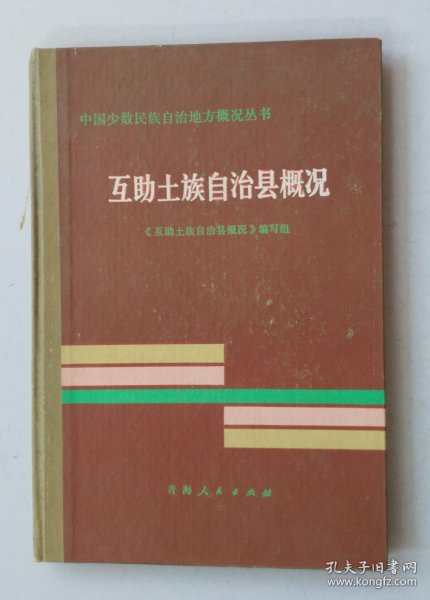 中国少数民族自治地方概况丛书
互助土族自治县概况
《互助土族自治县概况》编写组
青海人民出版社
孔夫子旧书网
www.kongfz.com